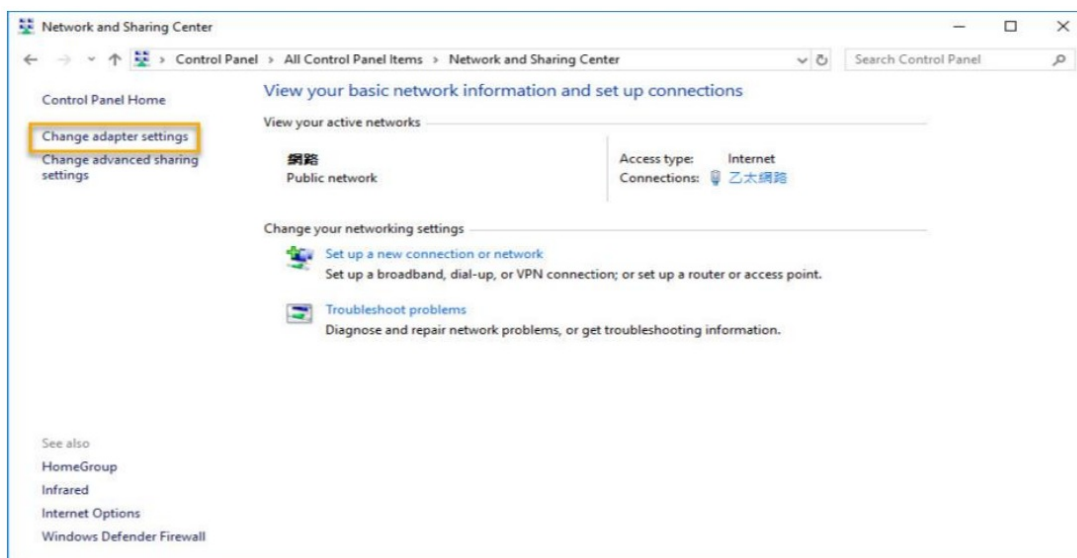 Network and Sharing Center
Control Panel › All Control Panel Items › Network and Sharing Center
Search Control Panel
Control Panel Home
Change adapter settings
Change advanced sharing
settings
View your basic network information and set up connections
View your active networks
網路
Public network
Access type: Internet
Connections: 乙太網路
Change your networking settings
Set up a new connection or network
Set up a broadband, dial-up, or VPN connection; or set up a router or access point.
Troubleshoot problems
Diagnose and repair network problems, or get troubleshooting information.
See also
HomeGroup
Infrared
Internet Options
Windows Defender Firewall